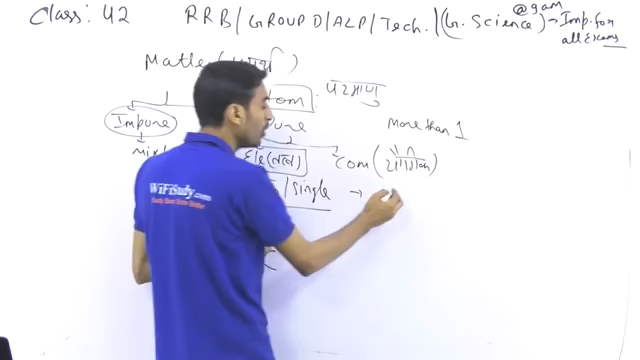 Class: 42 RRB/GROUP D/ALP/Tech./(G. Science) @9am → Imp. for
all Exams
Matter (पदार्थ)
Atom. परमाणु
Impure Pure
more than 1
Ele(तत्व) Com (यौगिक)
/ Single →
WiFiStudy.com